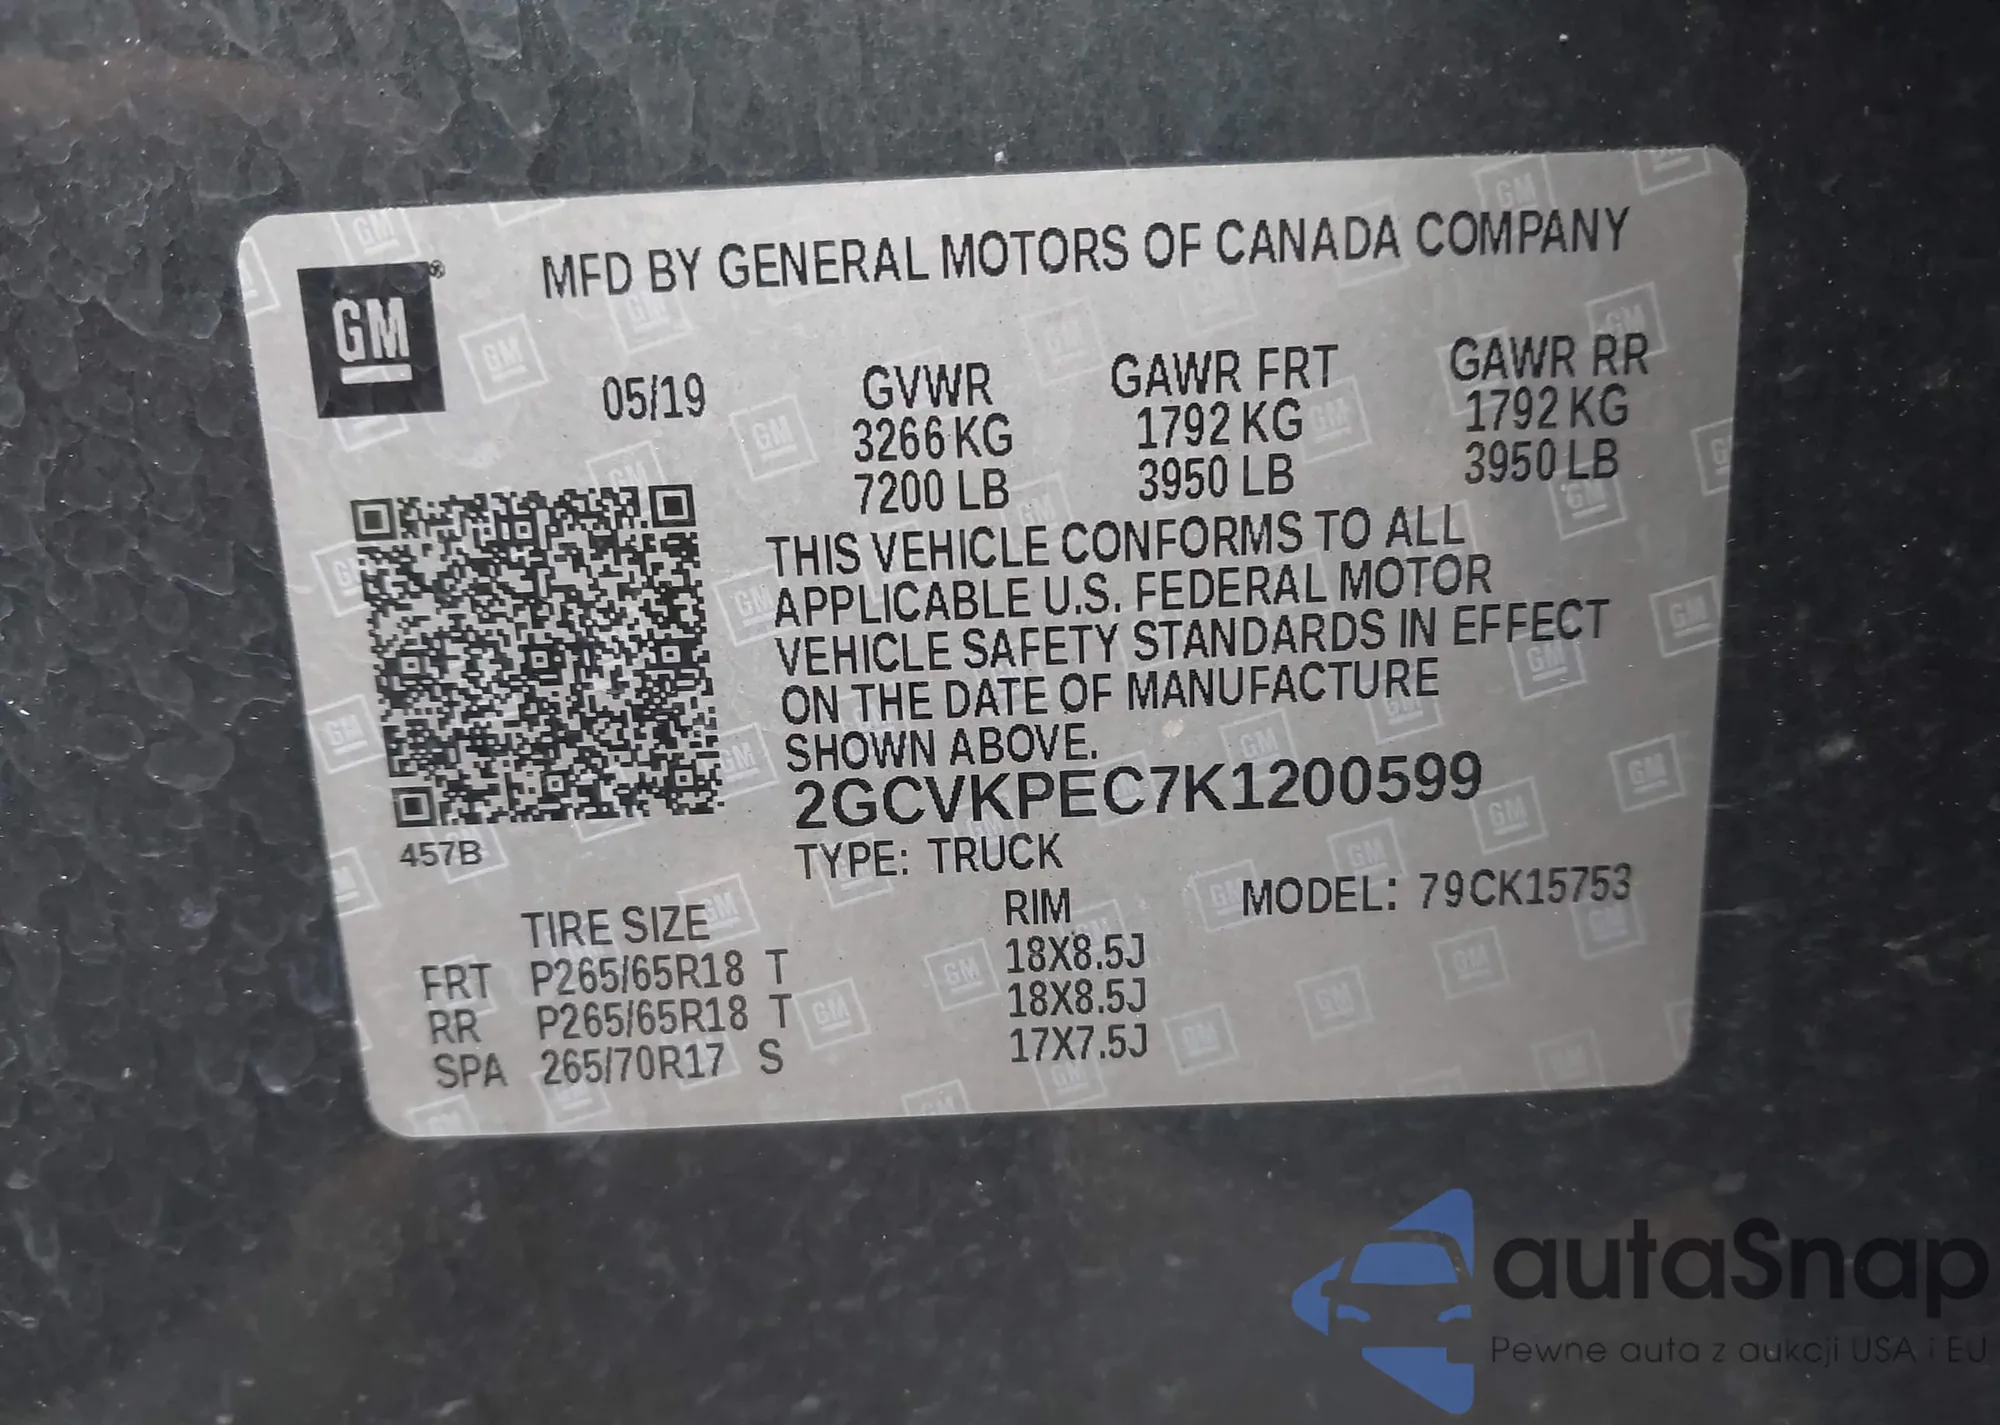 MFD BY GENERAL MOTORS OF CANADA COMPANY
GM®
05/19
GVWR GAWR FRT GAWR RR
3266 KG 1792 KG 1792 KG
7200 LB 3950 LB 3950 LB
THIS VEHICLE CONFORMS TO ALL
APPLICABLE U.S. FEDERAL MOTOR
VEHICLE SAFETY STANDARDS IN EFFECT
ON THE DATE OF MANUFACTURE
SHOWN ABOVE.
2GCVKPEC7K1200599
457B
TYPE: TRUCK
MODEL: 79CK15753
TIRE SIZE RIM
FRT P265/65R18 T 18X8.5J
RR P265/65R18 T 18X8.5J
SPA 265/70R17 S 17X7.5J
autaSnap
Pewne auta z aukcji USA i EU